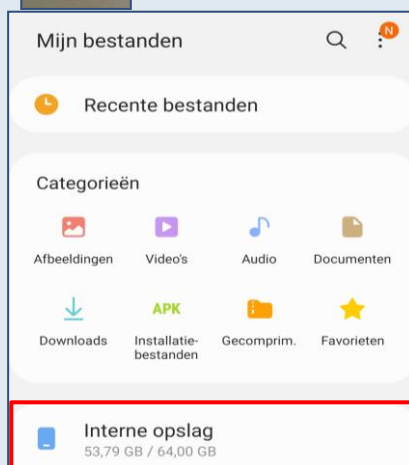 Mijn bestanden
N
Recente bestanden
Categorieën
Afbeeldingen Video's Audio Documenten
APK
Downloads Installatie-
bestanden Gecomprim. Favorieten
Interne opslag
53,79 GB / 64,00 GB